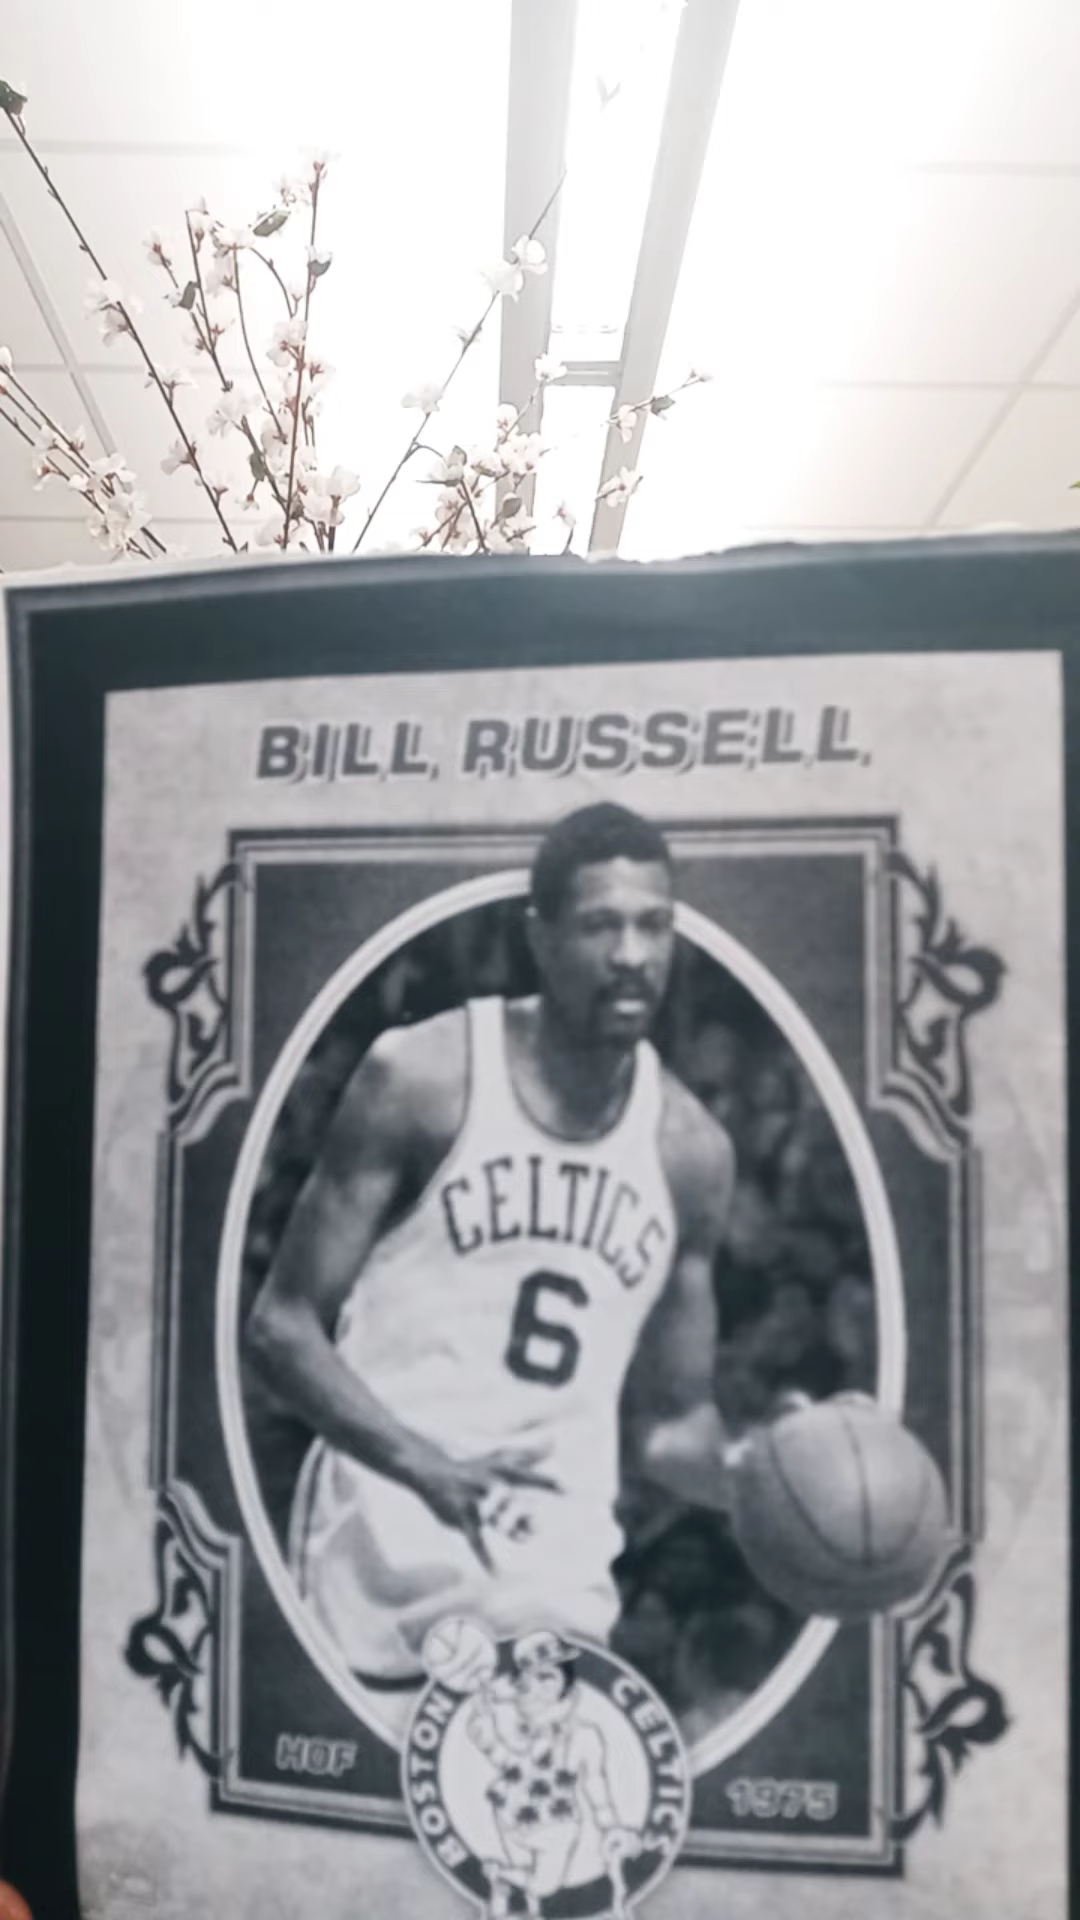 BILL RUSSELL
CELTICS
6
HOF
BOSTON CELTICS
1975